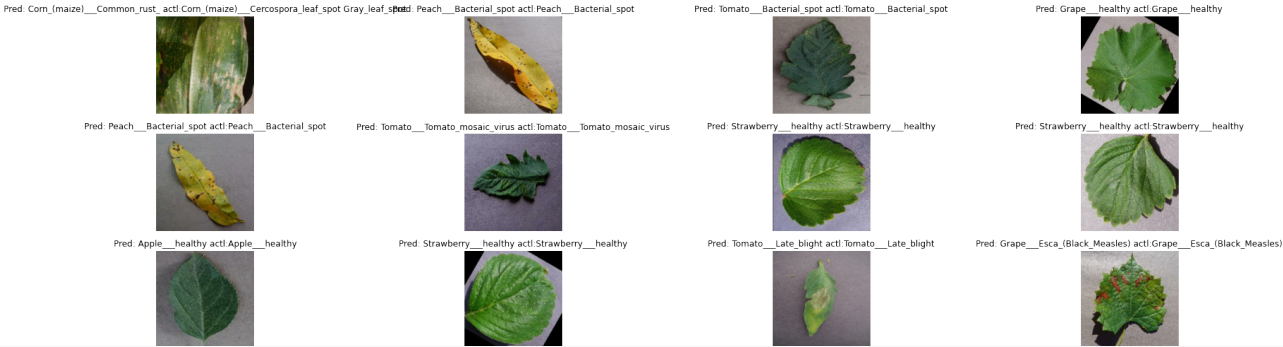 Pred: Corn_(maize)___Common_rust_ actl:Corn_(maize)___Cercospora_leaf_spot Gray_leaf_spot
Pred: Peach___Bacterial_spot actl:Peach___Bacterial_spot
Pred: Tomato___Bacterial_spot actl:Tomato___Bacterial_spot
Pred: Grape___healthy actl:Grape___healthy
Pred: Peach___Bacterial_spot actl:Peach___Bacterial_spot
Pred: Tomato___Tomato_mosaic_virus actl:Tomato___Tomato_mosaic_virus
Pred: Strawberry___healthy actl:Strawberry___healthy
Pred: Strawberry___healthy actl:Strawberry___healthy
Pred: Apple___healthy actl:Apple___healthy
Pred: Strawberry___healthy actl:Strawberry___healthy
Pred: Tomato___Late_blight actl:Tomato___Late_blight
Pred: Grape___Esca_(Black_Measles) actl:Grape___Esca_(Black_Measles)